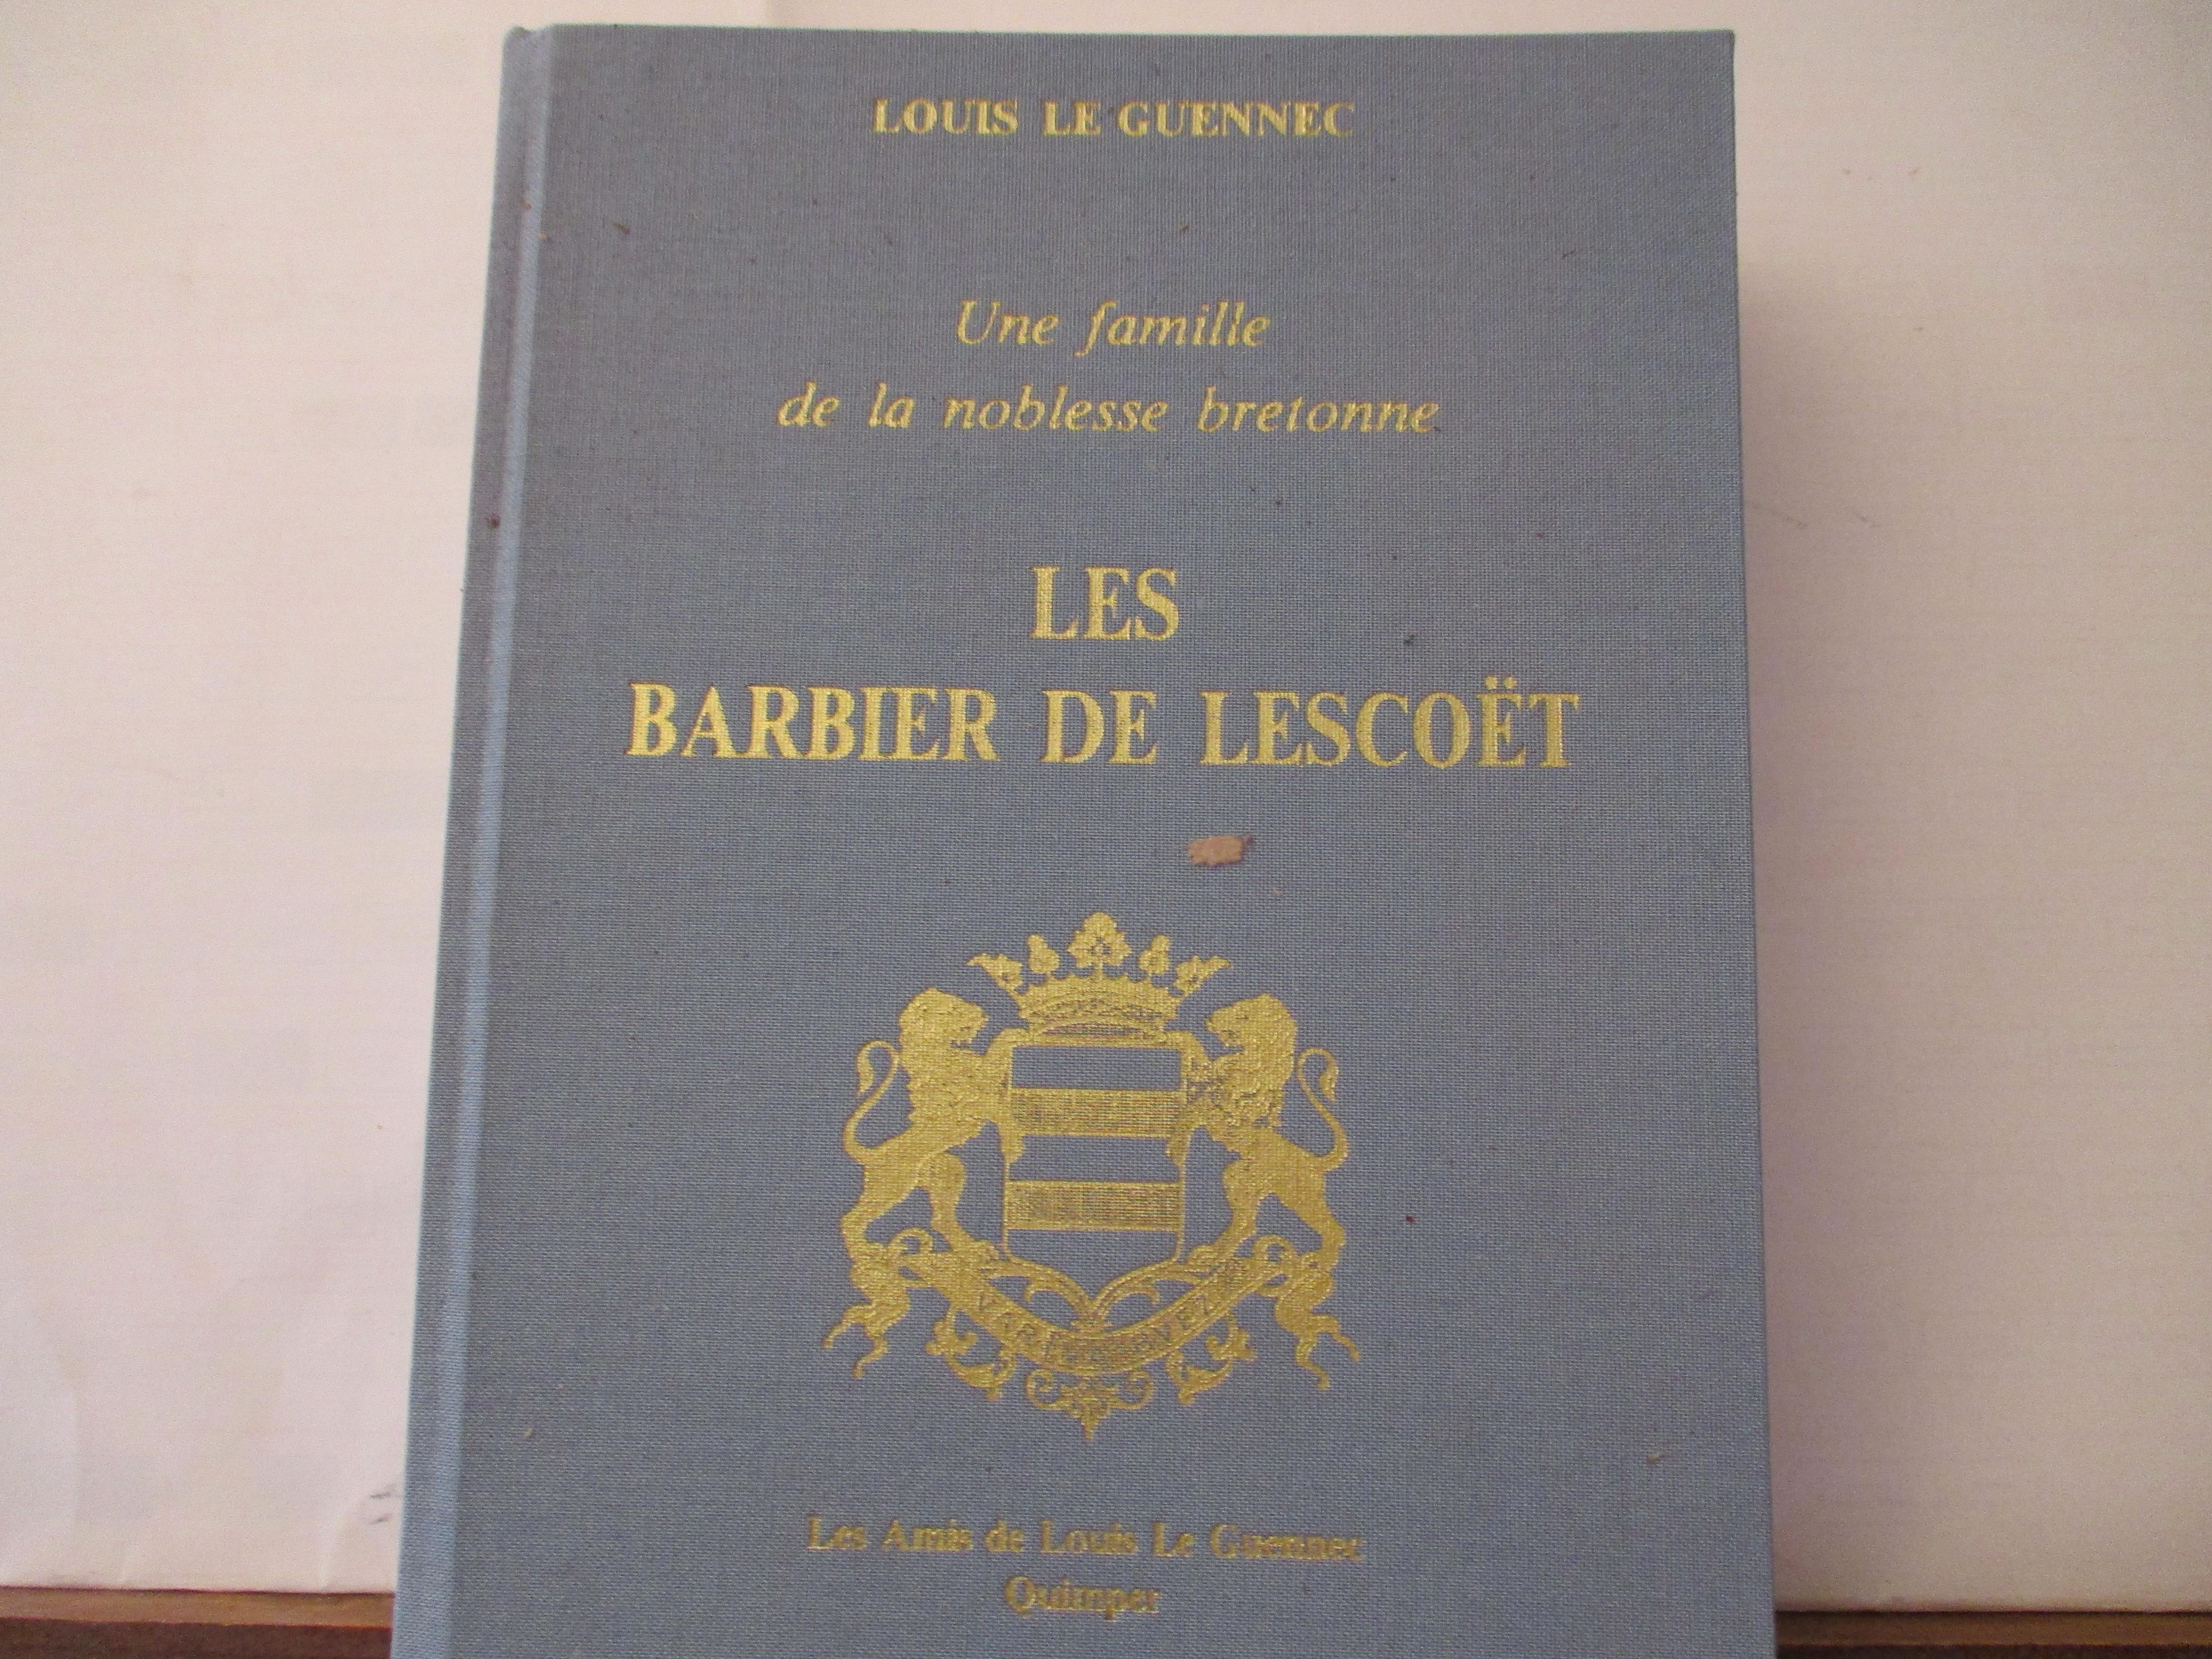 LOUIS LE GUENNEC
Une famille
de la noblesse bretonne
LES
BARBIER DE LESCOËT
Les Amis de Louis Le Guennec
Quimper